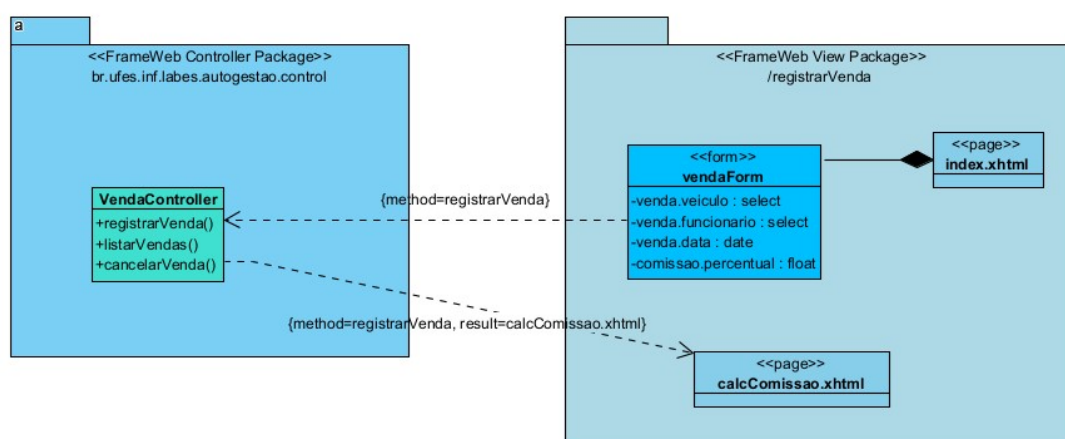 a
<<FrameWeb Controller Package>>
br.ufes.inf.labes.autogestao.control
<<FrameWeb View Package>>
/registrarVenda
<<page>>
index.xhtml
<<form>>
vendaForm
-venda.veiculo : select
-venda.funcionario : select
-venda.data : date
-comissao.percentual : float
VendaController
+registrarVenda()
+listarVendas()
+cancelarVenda()
{method=registrarVenda}
{method=registrarVenda, result=calcComissao.xhtml}
<<page>>
calcComissao.xhtml